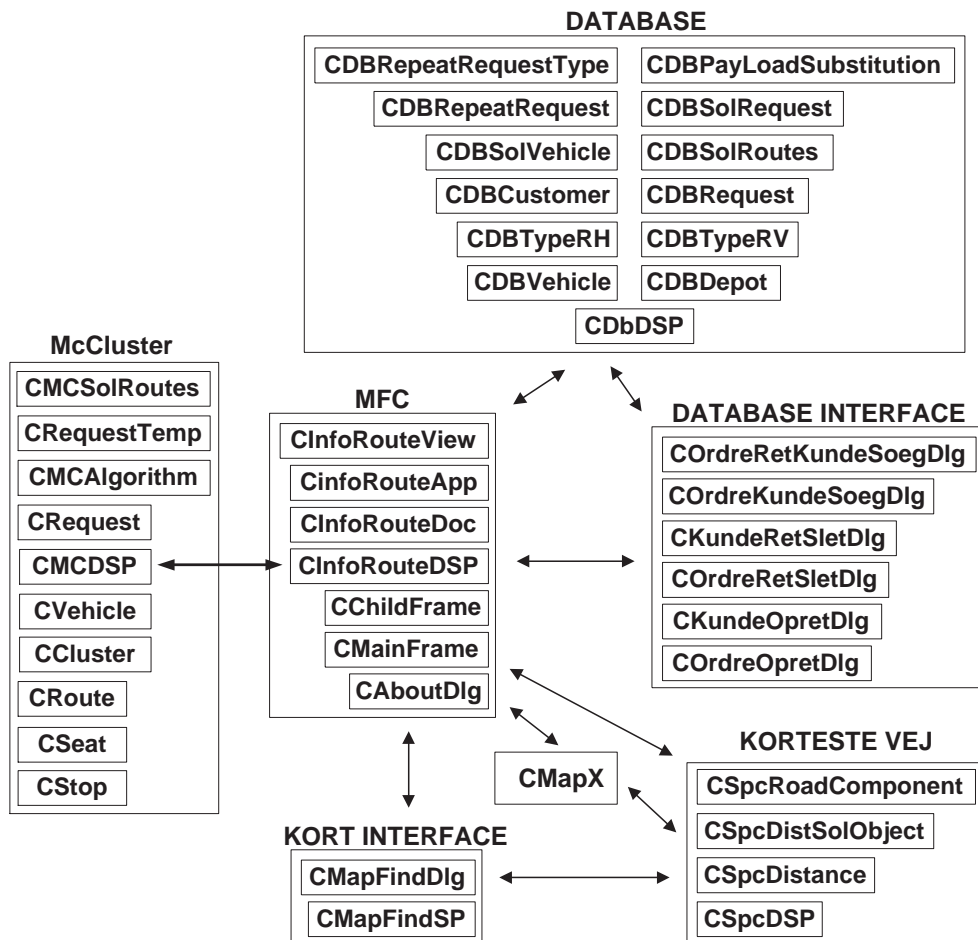 DATABASE
CDBRepeatRequestType
CDBPayLoadSubstitution
CDBRepeatRequest
CDBSolRequest
CDBSolVehicle
CDBSolRoutes
CDBCustomer
CDBRequest
CDBTypeRH
CDBTypeRV
CDBVehicle
CDBDepot
CDbDSP
McCluster
CMCSolRoutes
CRequestTemp
CMCAlgorithm
CRequest
CMCDSP
CVehicle
CCluster
CRoute
CSeat
CStop
MFC
CInfoRouteView
CinfoRouteApp
CInfoRouteDoc
CInfoRouteDSP
CChildFrame
CMainFrame
CAboutDlg
DATABASE INTERFACE
COrdreRetKundeSoegDlg
COrdreKundeSoegDlg
CKundeRetSletDlg
COrdreRetSletDlg
CKundeOpretDlg
COrdreOpretDlg
CMapX
KORTESTE VEJ
CSpcRoadComponent
CSpcDistSolObject
CSpcDistance
CSpcDSP
KORT INTERFACE
CMapFindDlg
CMapFindSP